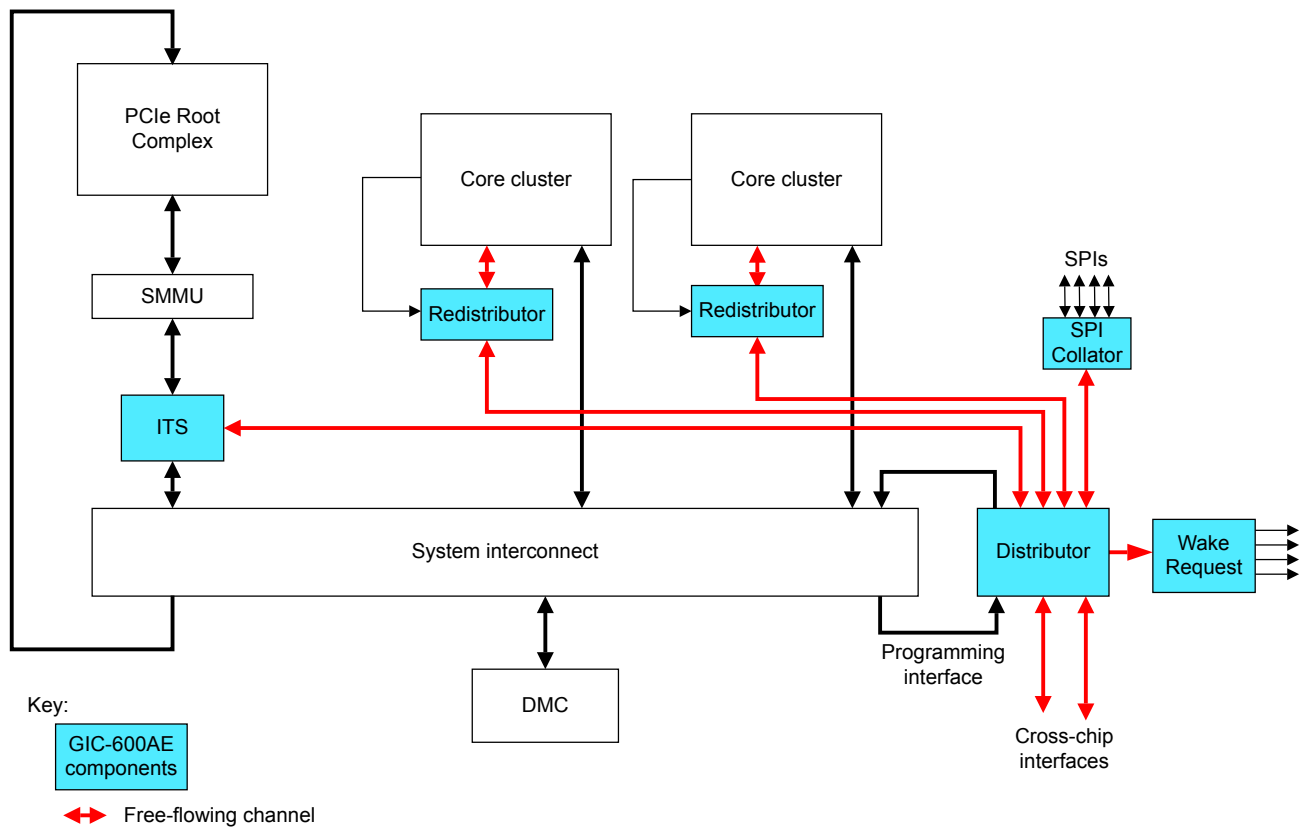 PCIe Root
Complex
Core cluster
Core cluster
SPIs
SMMU
Redistributor
Redistributor
SPI
Collator
ITS
System interconnect
Distributor
Wake
Request
Programming
interface
DMC
Cross-chip
interfaces
Key:
GIC-600AE
components
Free-flowing channel